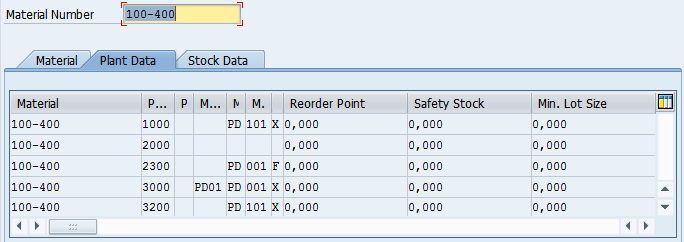 Material Number 100-400
Material Plant Data Stock Data
Material P... P M... M. Reorder Point Safety Stock Min. Lot Size
100-400 1000 PD 101 X 0,000 0,000 0,000
100-400 2000 0,000 0,000 0,000
100-400 2300 PD 001 F 0,000 0,000 0,000
100-400 3000 PD01 PD 001 X 0,000 0,000 0,000
100-400 3200 PD 101 X 0,000 0,000 0,000